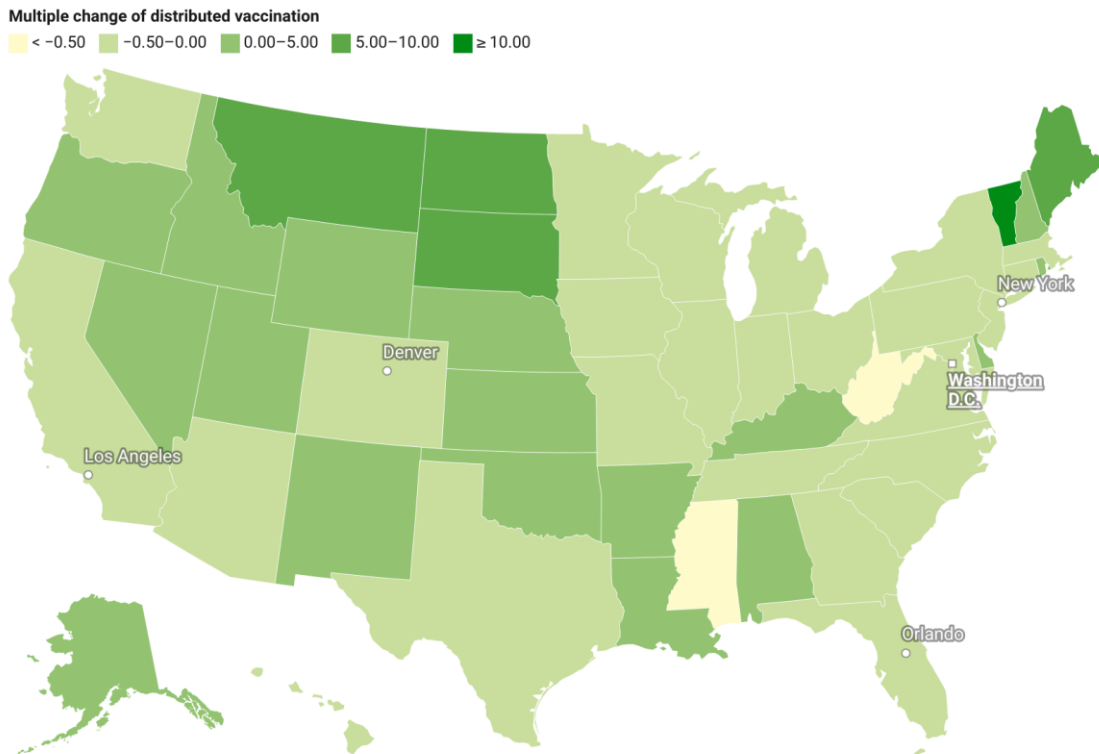 Multiple change of distributed vaccination
< −0.50 −0.50–0.00 0.00–5.00 5.00–10.00 ≥ 10.00
New York
Denver
Washington
D.C.
Los Angeles
Orlando